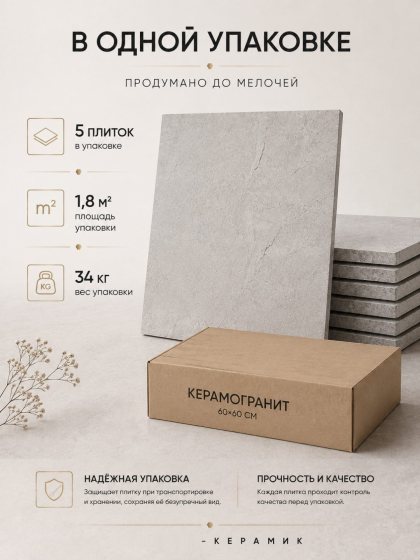 В ОДНОЙ УПАКОВКЕ
ПРОДУМАНО ДО МЕЛОЧЕЙ
5 ПЛИТОК
в упаковке
m²
1,8 м²
площадь
упаковки
KG
34 кг
вес упаковки
КЕРАМОГРАНИТ
60×60 СМ
НАДЁЖНАЯ УПАКОВКА
Защищает плитку при транспортировке
и хранении, сохраняя её безупречный вид.
ПРОЧНОСТЬ И КАЧЕСТВО
Каждая плитка проходит контроль
качества перед упаковкой.
- КЕРАМИК